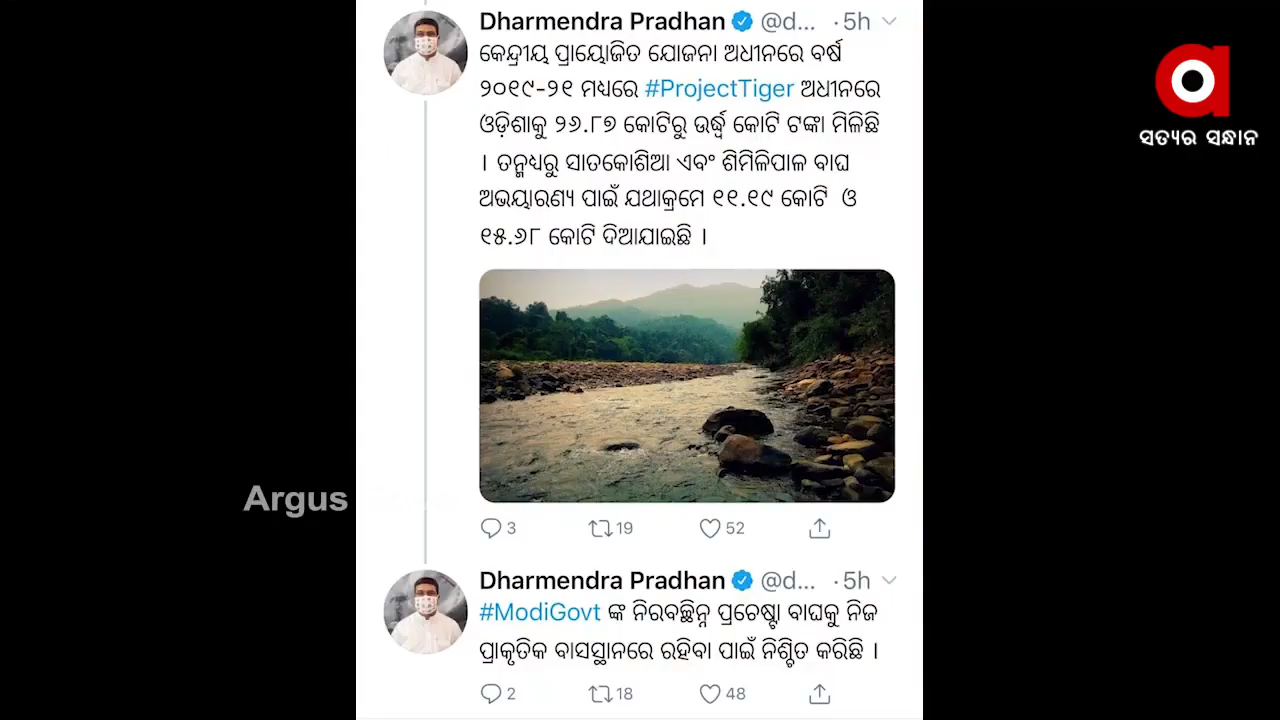 Dharmendra Pradhan @d... · 5h
କେନ୍ଦ୍ରୀୟ ପ୍ରାୟୋଜିତ ଯୋଜନା ଅଧୀନରେ ବର୍ଷ
୨୦୧୯-୨୧ ମଧ୍ୟରେ #ProjectTiger ଅଧୀନରେ
ଓଡ଼ିଶାକୁ ୨୬.୮୭ କୋଟିରୁ ଉର୍ଦ୍ଧ୍ୱ କୋଟି ଟଙ୍କା ମିଳିଛି
। ତନ୍ମଧ୍ୟରୁ ସାତକୋଶିଆ ଏବଂ ଶିମିଳିପାଳ ବାଘ
ଅଭୟାରଣ୍ୟ ପାଇଁ ଯଥାକ୍ରମେ ୧୧.୧୯ କୋଟି ଓ
୧୫.୬୮ କୋଟି ଦିଆଯାଇଛି ।
3 19 52
Dharmendra Pradhan @d... · 5h
#ModiGovt ଙ୍କ ନିରବଚ୍ଛିନ୍ନ ପ୍ରଚେଷ୍ଟା ବାଘକୁ ନିଜ
ପ୍ରାକୃତିକ ବାସସ୍ଥାନରେ ରହିବା ପାଇଁ ନିଶ୍ଚିତ କରିଛି ।
2 18 48
ସତ୍ୟର ସନ୍ଧାନ
Argus